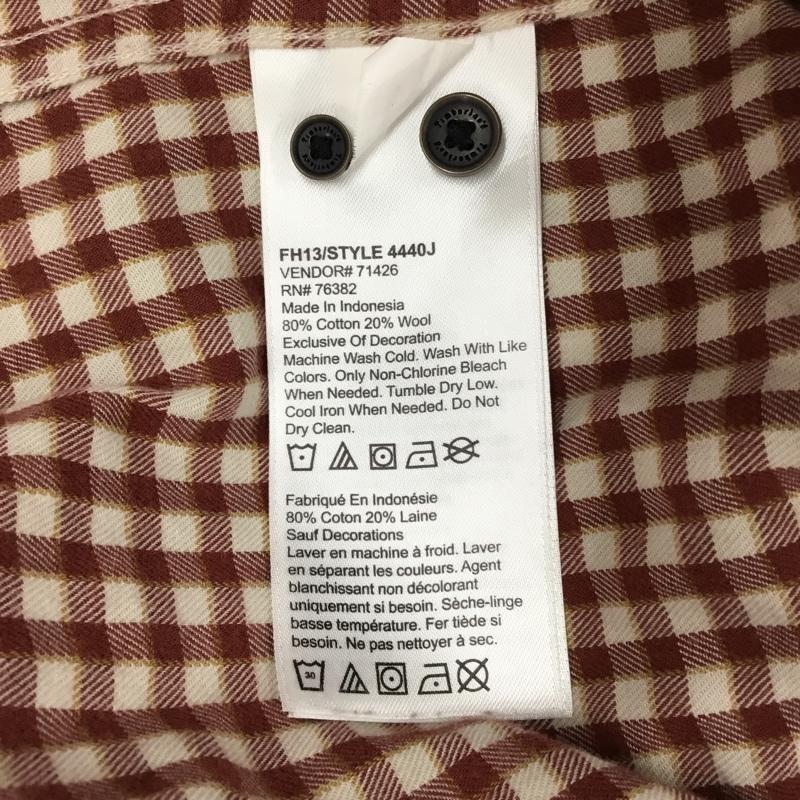 Timberland
Timberland
FH13/STYLE 4440J
VENDOR# 71426
RN# 76382
Made In Indonesia
80% Cotton 20% Wool
Exclusive Of Decoration
Machine Wash Cold. Wash With Like
Colors. Only Non-Chlorine Bleach
When Needed. Tumble Dry Low.
Cool Iron When Needed. Do Not
Dry Clean.
Fabriqué En Indonésie
80% Coton 20% Laine
Sauf Decorations
Laver en machine à froid. Laver
en séparant les couleurs. Agent
blanchissant non décolorant
uniquement si besoin. Sèche-linge
basse température. Fer tiède si
besoin. Ne pas nettoyer à sec.
30